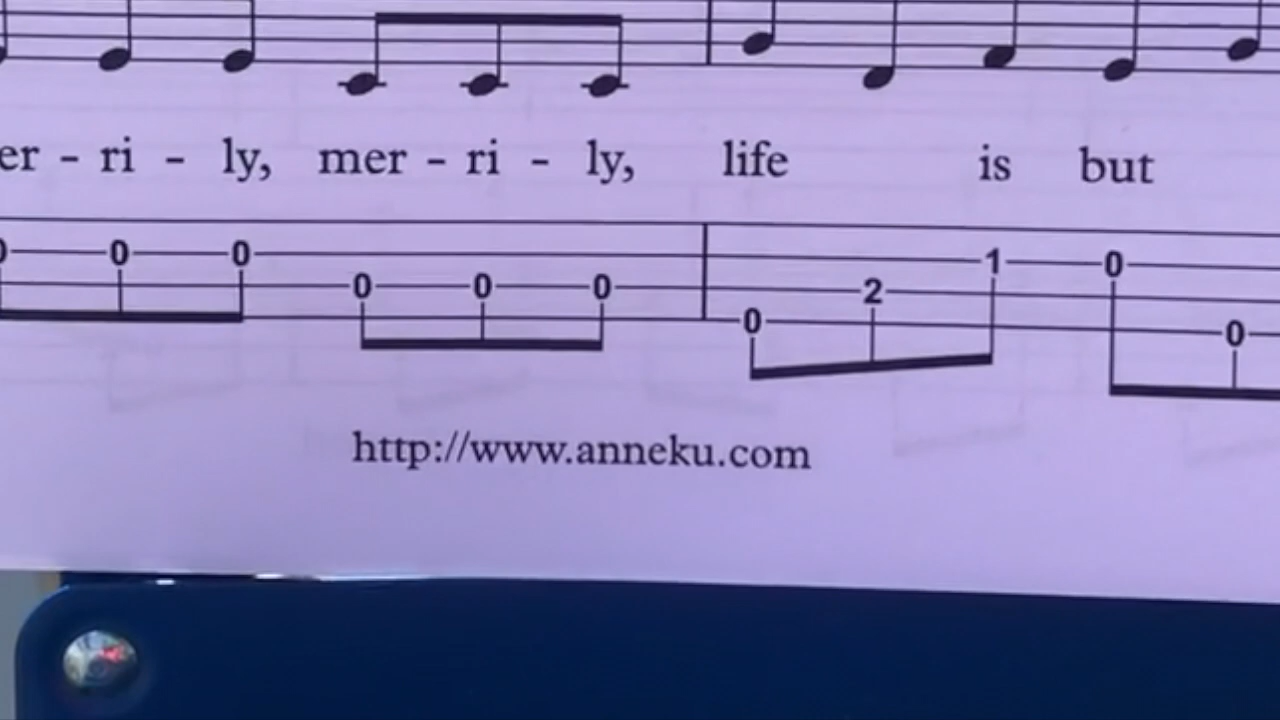 er - ri - ly, mer - ri - ly, life is but
0 0 0 0 0 0 0 2 1 0 0
http://www.anneku.com